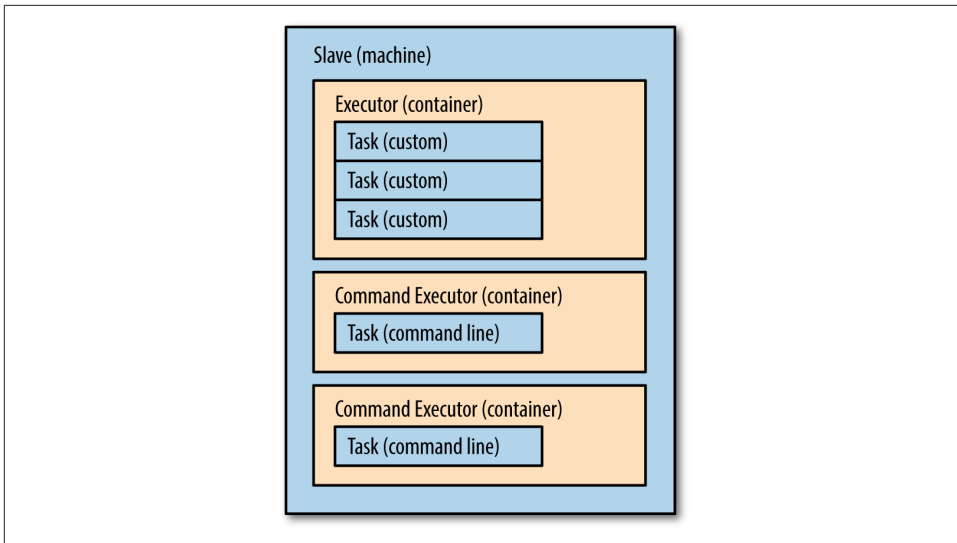 Slave (machine)
Executor (container)
Task (custom)
Task (custom)
Task (custom)
Command Executor (container)
Task (command line)
Command Executor (container)
Task (command line)